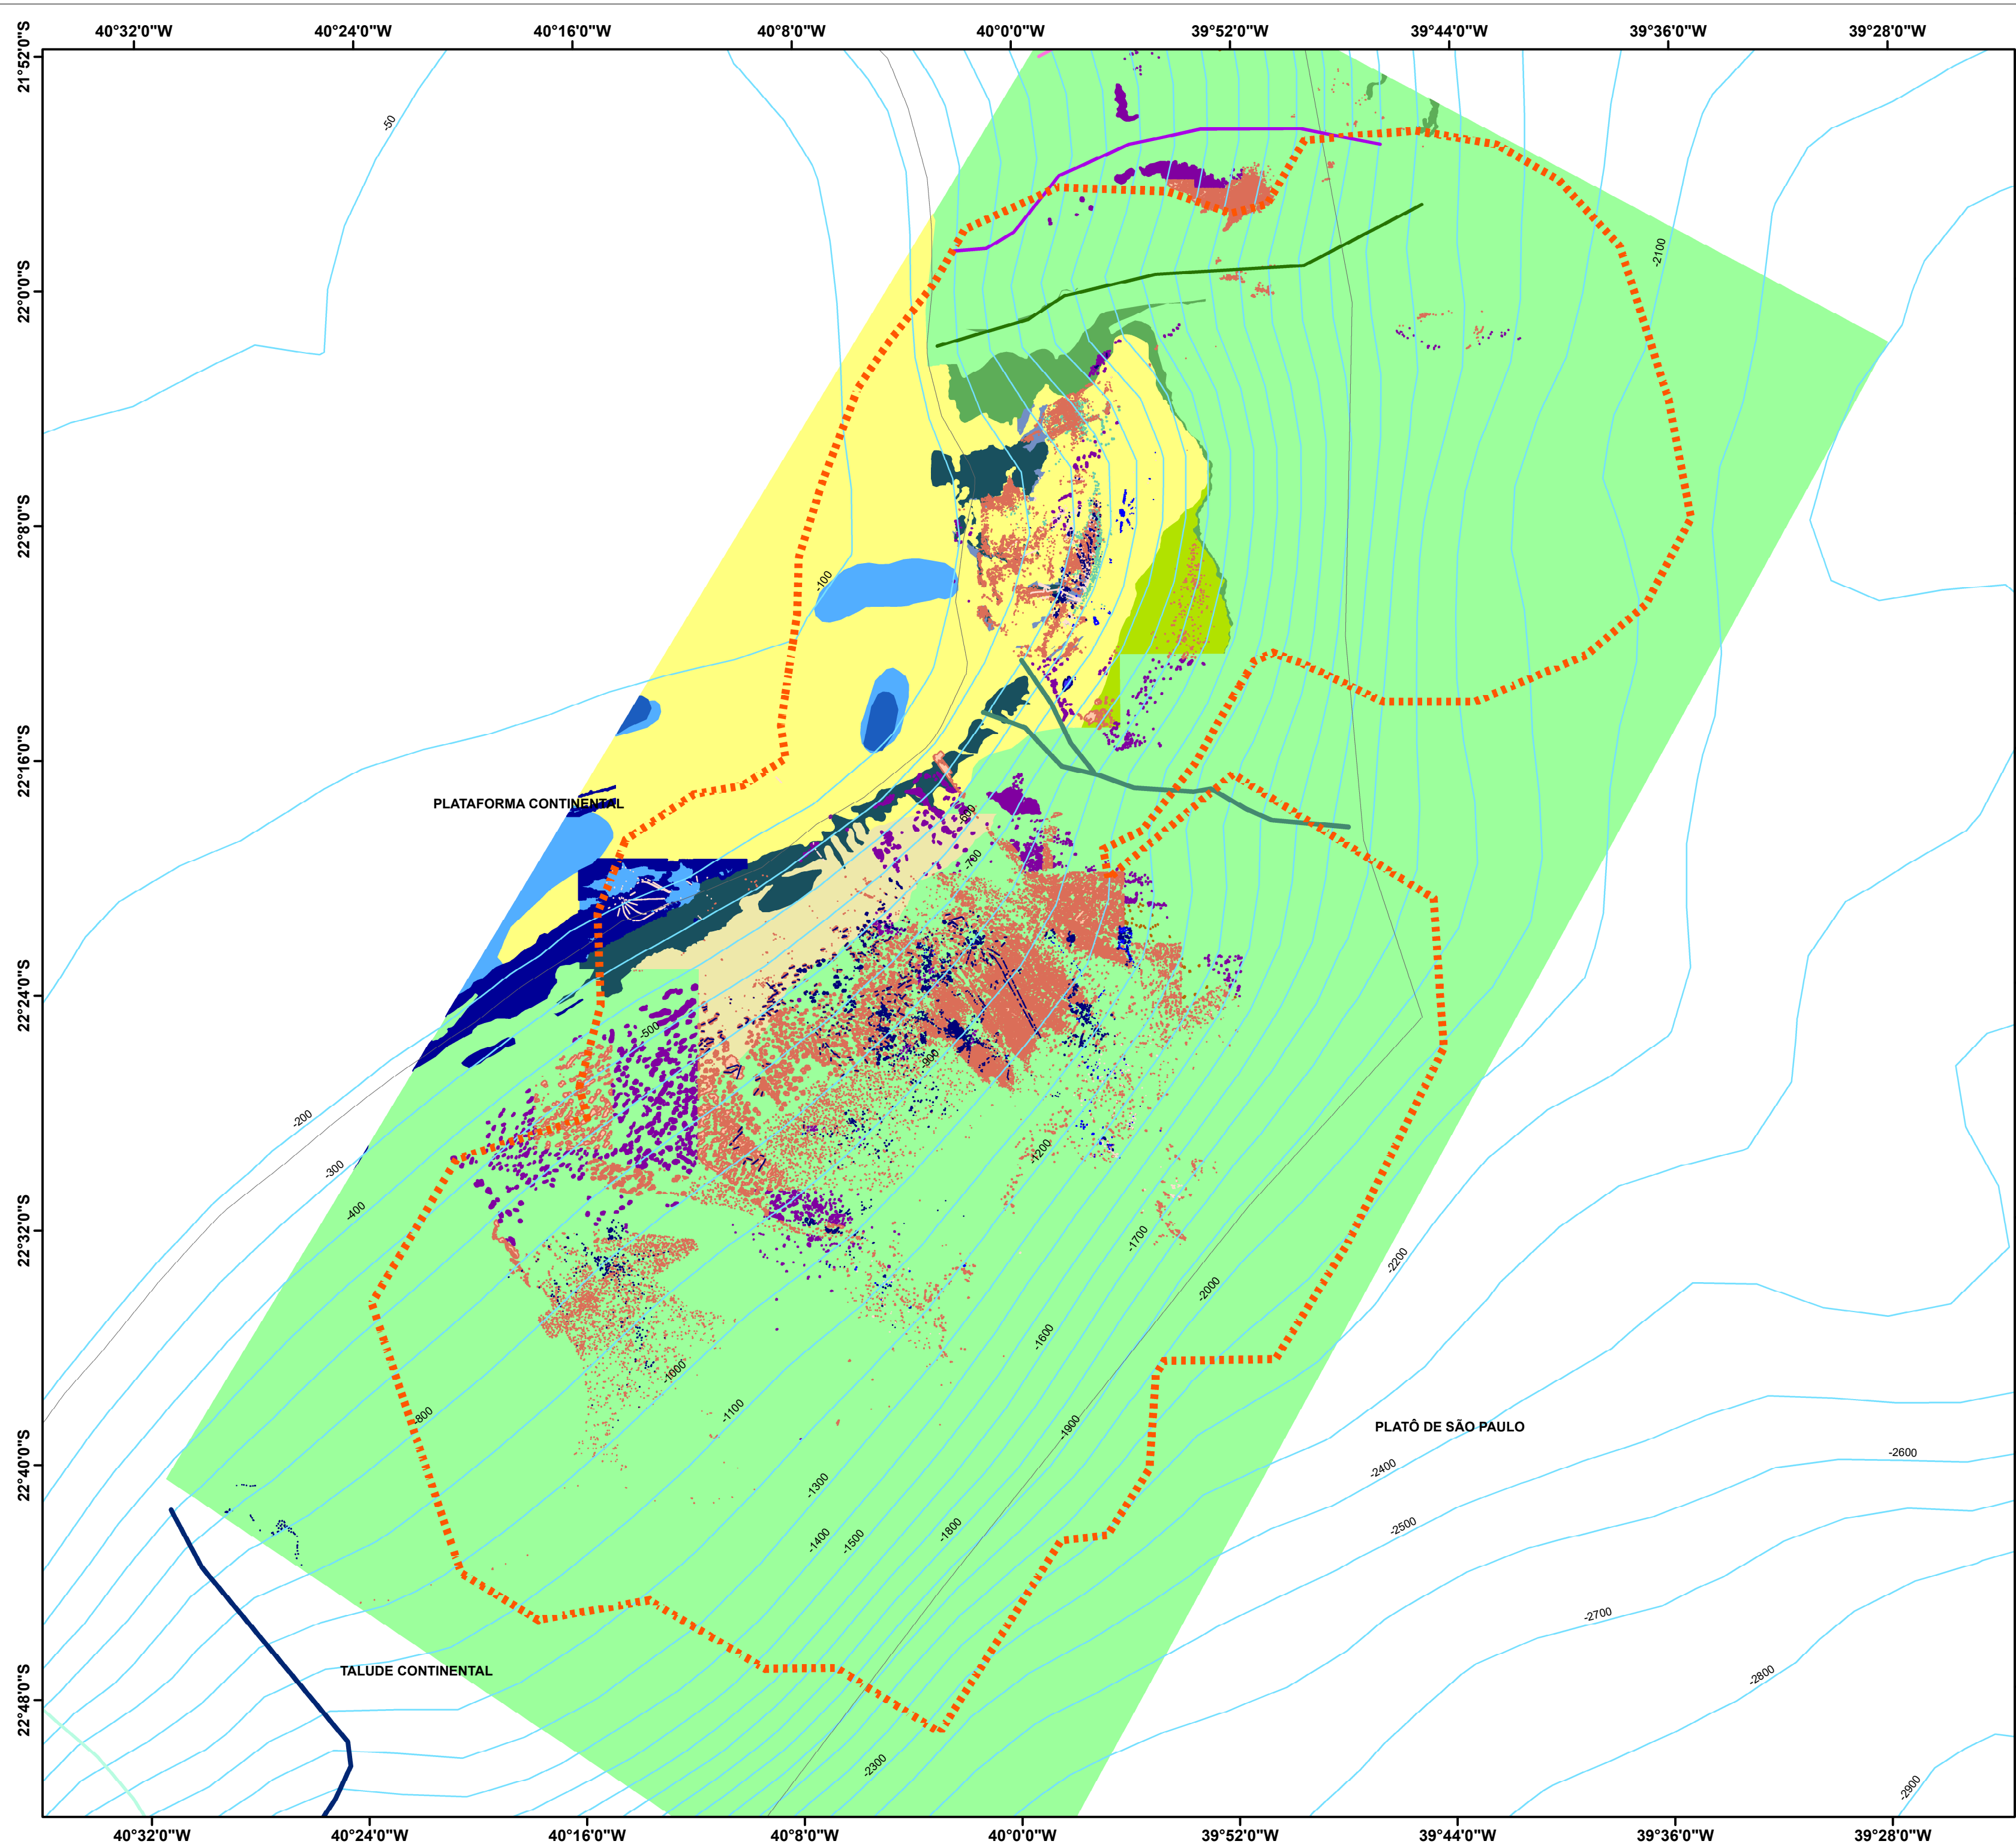 40°32'0"W 40°24'0"W 40°16'0"W 40°8'0"W 40°0'0"W 39°52'0"W 39°44'0"W 39°36'0"W 39°28'0"W
21°52'0"S
-50
-2100
22°0'0"S
22°8'0"S
-100
22°16'0"S
PLATAFORMA CONTINENTAL
-600
-700
22°24'0"S
-500
-900
-200
-300
-1200
-400
22°32'0"S
-1700
-2200
-2000
-1600
-1000
-800
-1100
-1900
PLATÔ DE SÃO PAULO
22°40'0"S
-2400
-2600
-1300
-2500
-1400
-1500
-1800
-2700
TALUDE CONTINENTAL
-2800
22°48'0"S
-2300
-2900
40°32'0"W 40°24'0"W 40°16'0"W 40°8'0"W 40°0'0"W 39°52'0"W 39°44'0"W 39°36'0"W 39°28'0"W